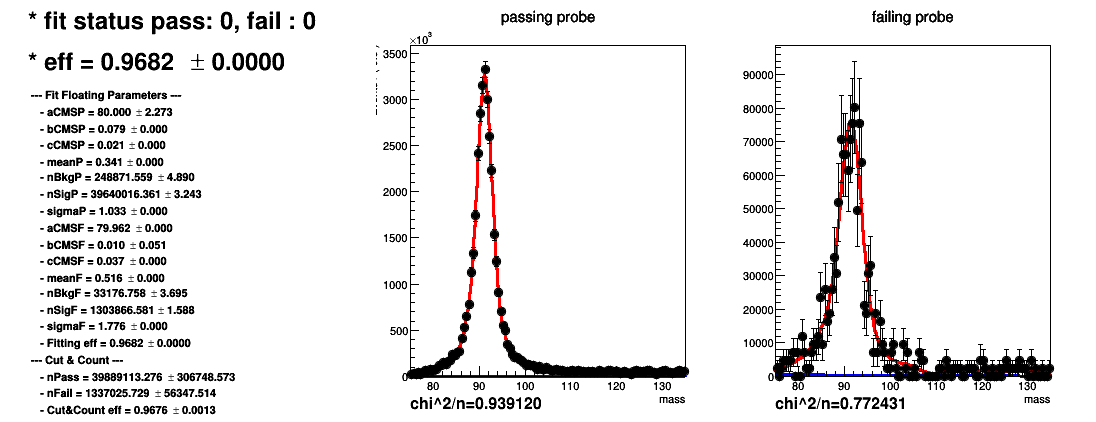 * fit status pass: 0, fail : 0
* eff = 0.9682 ± 0.0000
--- Fit Floating Parameters ---
- aCMSP = 80.000 ± 2.273
- bCMSP = 0.079 ± 0.000
- cCMSP = 0.021 ± 0.000
- meanP = 0.341 ± 0.000
- nBkgP = 248871.559 ± 4.890
- nSigP = 39640016.361 ± 3.243
- sigmaP = 1.033 ± 0.000
- aCMSF = 79.962 ± 0.000
- bCMSF = 0.010 ± 0.051
- cCMSF = 0.037 ± 0.000
- meanF = 0.516 ± 0.000
- nBkgF = 33176.758 ± 3.695
- nSigF = 1303866.581 ± 1.588
- sigmaF = 1.776 ± 0.000
- Fitting eff = 0.9682 ± 0.0000
--- Cut & Count ---
- nPass = 39889113.276 ± 306748.573
- nFail = 1337025.729 ± 56347.514
- Cut&Count eff = 0.9676 ± 0.0013
passing probe
×10³
3500
3000
2500
2000
1500
1000
500
0
80 90 100 110 120 130
mass
chi^2/n=0.939120
failing probe
90000
80000
70000
60000
50000
40000
30000
20000
10000
0
80 90 100 110 120 130
mass
chi^2/n=0.772431